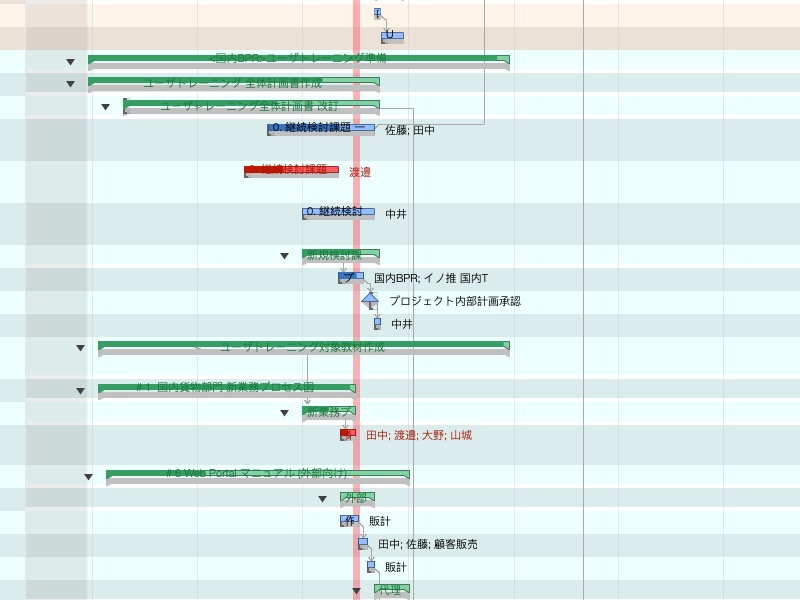 U
<国内BPR>ユーザトレーニング準備
ユーザトレーニング 全体計画書作成
ユーザトレーニング全体計画書 改訂
0. 継続検討課題 一 佐藤; 田中
継続検討課題 渡邉
0. 継続検討 中井
新規検討課
プ 国内BPR; イノ推 国内T
プロジェクト内部計画承認
中井
ユーザトレーニング対象教材作成
#1 国内貨物部門 新業務プロセス図
新業務プ
田中; 渡邉; 大野; 山城
#6 Web Portal マニュアル (外部向け)
外部
作 販計
田中; 佐藤; 顧客販売
販計
代理